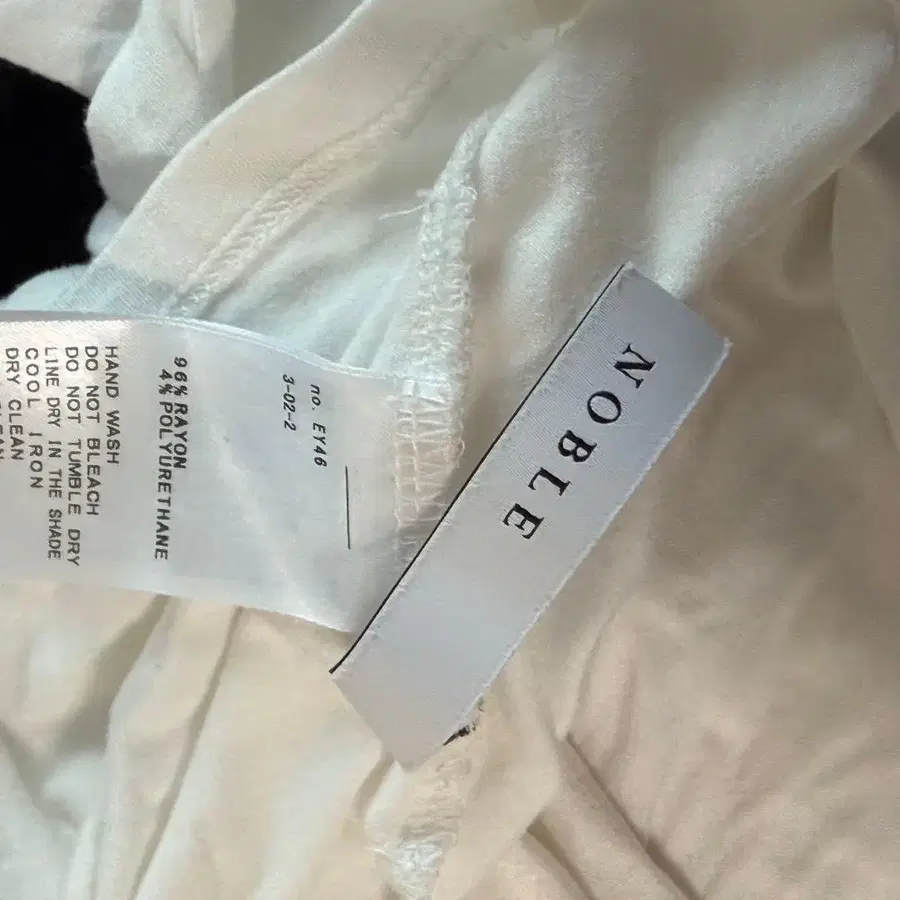 NOBLE
no. EY46
3-02-2
96% RAYON
4% POLYURETHANE
HAND WASH
DO NOT BLEACH
DO NOT TUMBLE DRY
LINE DRY IN THE SHADE
COOL IRON
DRY CLEAN